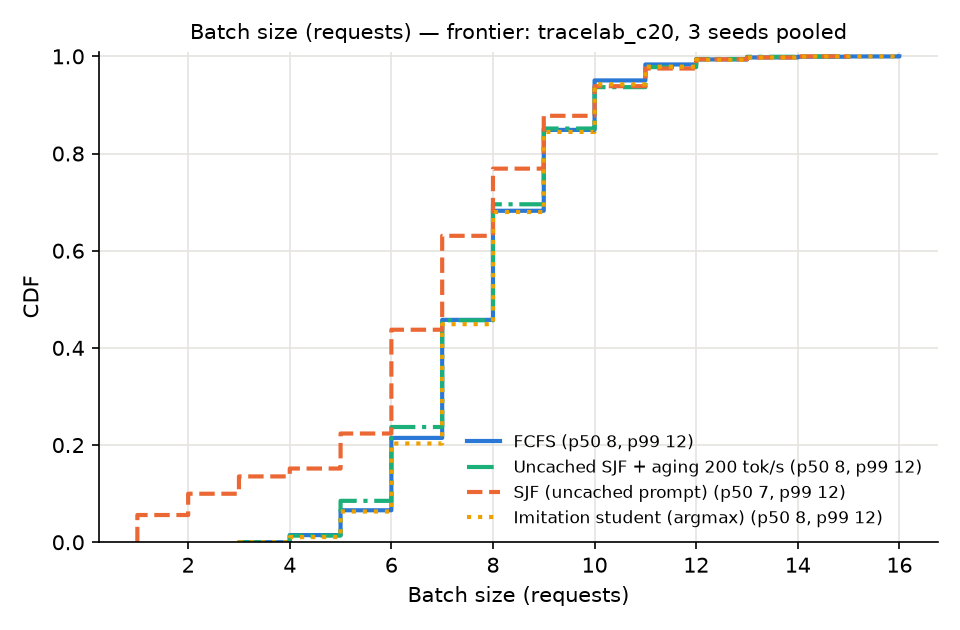 Batch size (requests) — frontier: tracelab_c20, 3 seeds pooled
1.0
0.8
0.6
0.4
0.2
0.0
CDF
FCFS (p50 8, p99 12)
Uncached SJF + aging 200 tok/s (p50 8, p99 12)
SJF (uncached prompt) (p50 7, p99 12)
Imitation student (argmax) (p50 8, p99 12)
2 4 6 8 10 12 14 16
Batch size (requests)